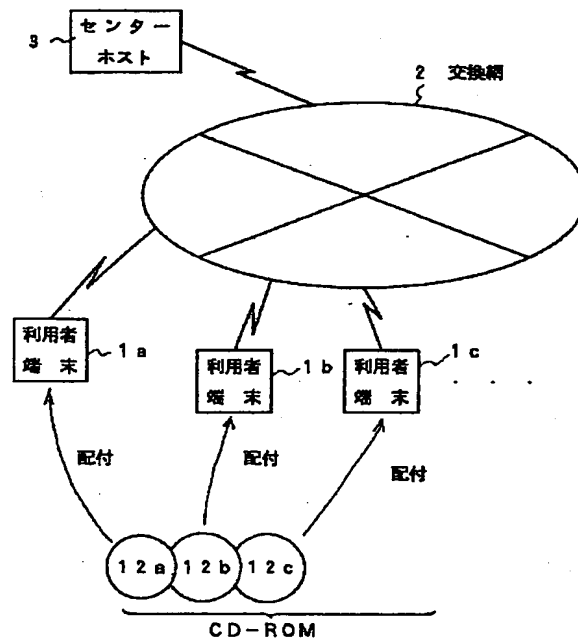 3
センター
ホスト
2 交換網
利用者
端末
1a
利用者
端末
1b
利用者
端末
1c
....
配付
配付
配付
12a
12b
12c
CD-ROM